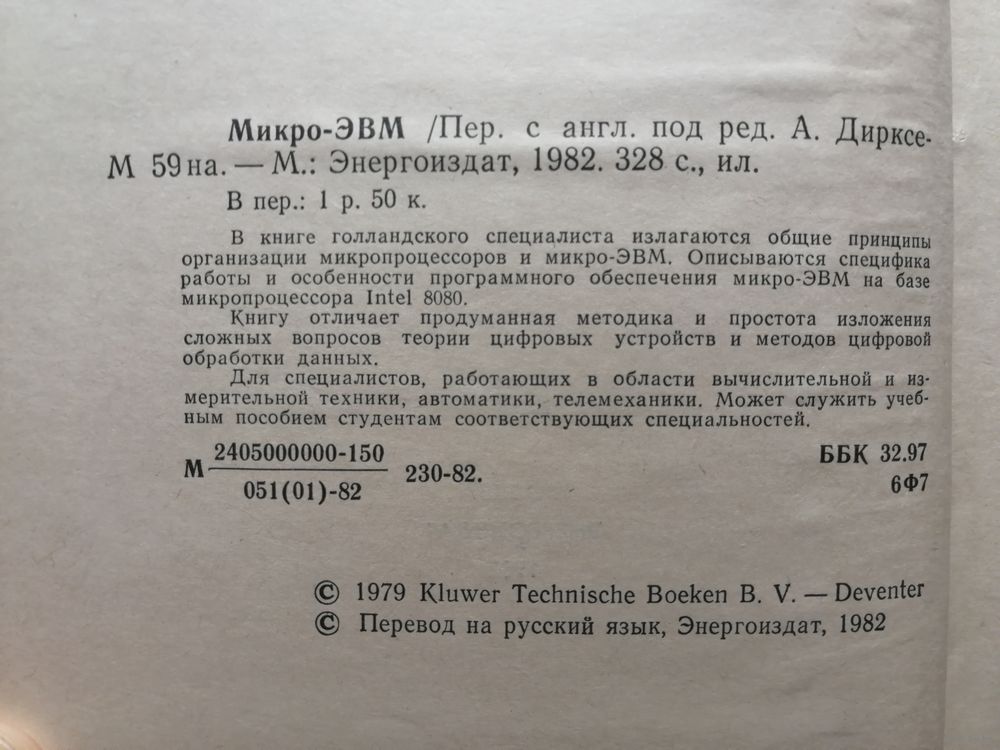 Микро-ЭВМ /Пер. с англ. под ред. А. Дирксе-
М 59 на. — М.: Энергоиздат, 1982. 328 с., ил.
В пер.: 1 р. 50 к.
В книге голландского специалиста излагаются общие принципы
организации микропроцессоров и микро-ЭВМ. Описываются специфика
работы и особенности программного обеспечения микро-ЭВМ на базе
микропроцессора Intel 8080.
Книгу отличает продуманная методика и простота изложения
сложных вопросов теории цифровых устройств и методов цифровой
обработки данных.
Для специалистов, работающих в области вычислительной и из-
мерительной техники, автоматики, телемеханики. Может служить учеб-
ным пособием студентам соответствующих специальностей.
2405000000-150
М 230-82.
051(01)-82
ББК 32.97
6Ф7
© 1979 Kluwer Technische Boeken B. V. — Deventer
© Перевод на русский язык, Энергоиздат, 1982